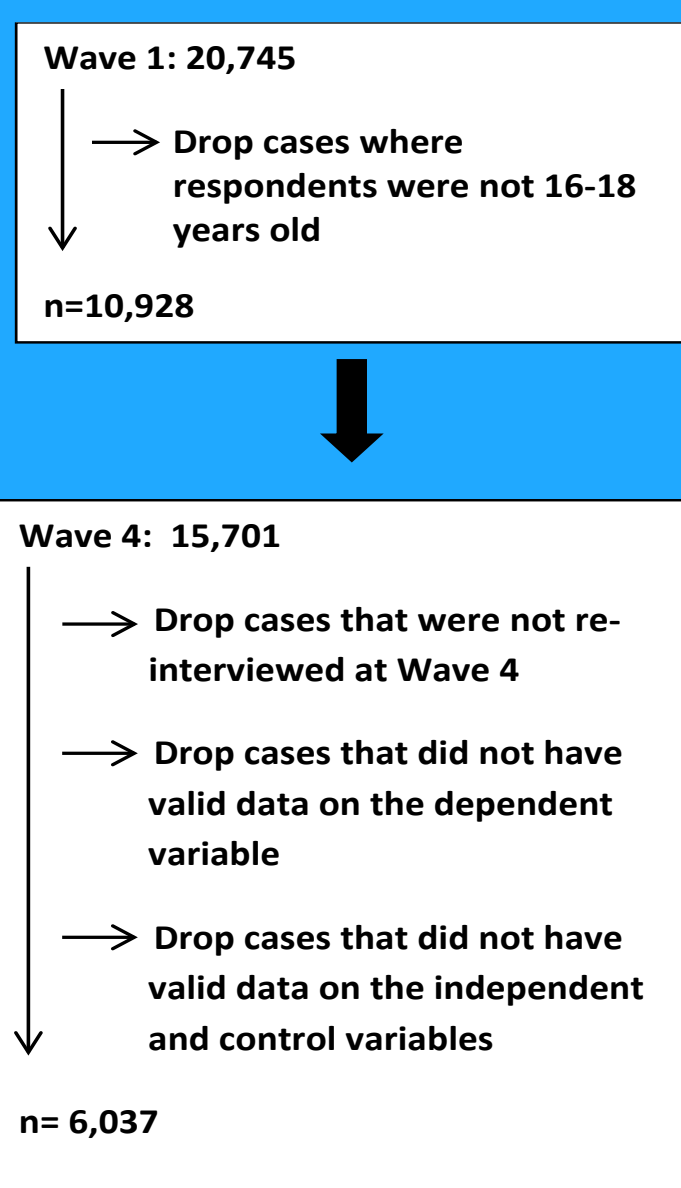 Wave 1: 20,745
Drop cases where
respondents were not 16-18
years old
n=10,928
Wave 4:  15,701
Drop cases that were not re-
interviewed at Wave 4
Drop cases that did not have
valid data on the dependent
variable
Drop cases that did not have
valid data on the independent
and control variables
n= 6,037